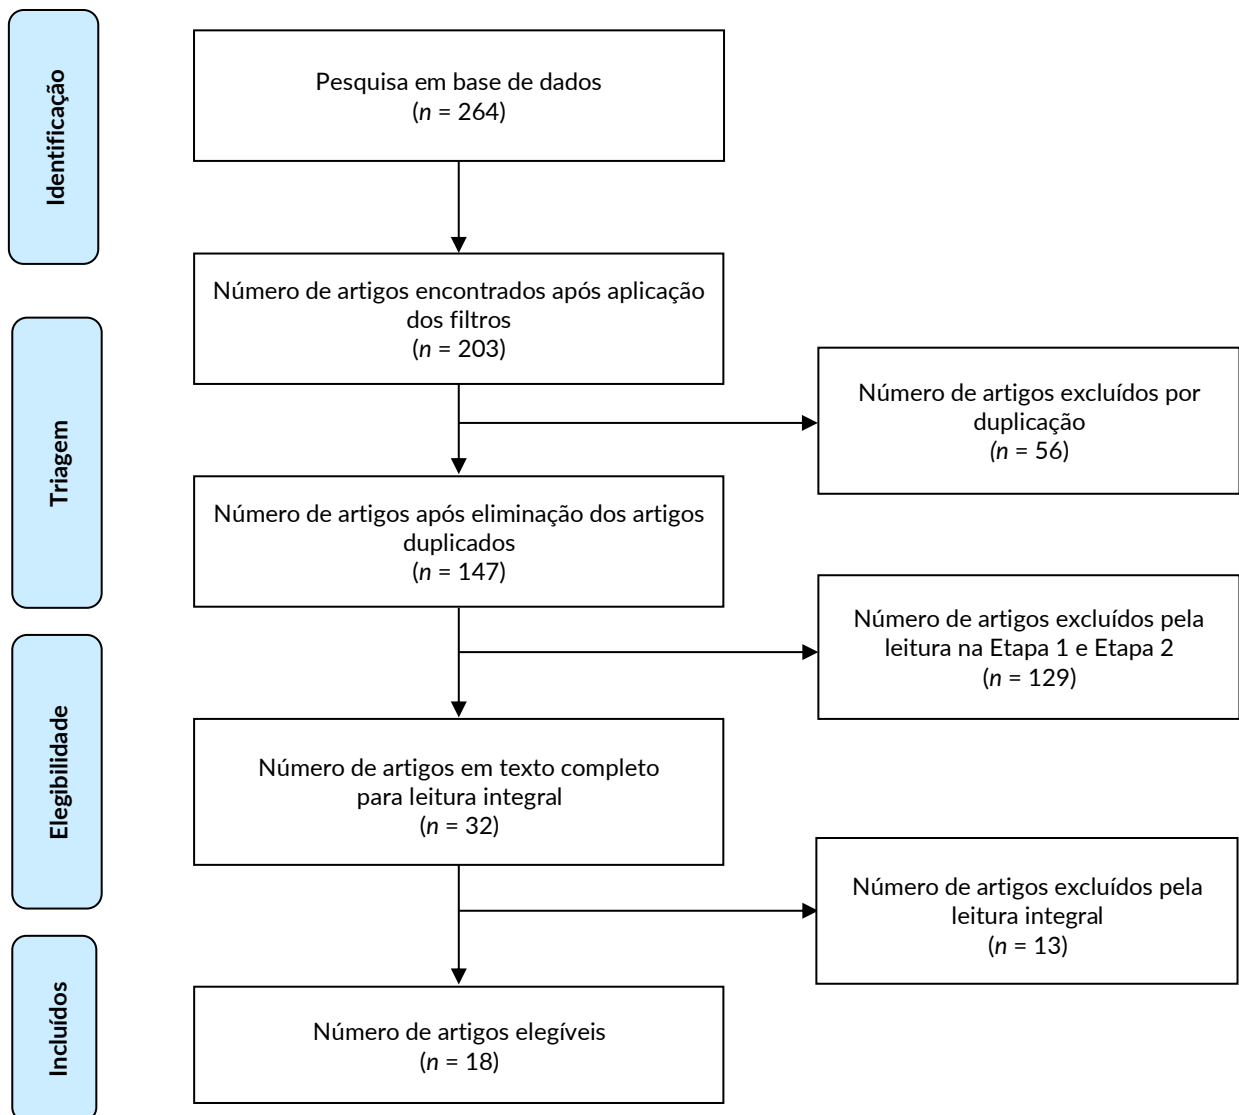 Identificação
Pesquisa em base de dados
(n = 264)
Número de artigos encontrados após aplicação
dos filtros
(n = 203)
Triagem
Número de artigos excluídos por
duplicação
(n = 56)
Número de artigos após eliminação dos artigos
duplicados
(n = 147)
Número de artigos excluídos pela
leitura na Etapa 1 e Etapa 2
(n = 129)
Elegibilidade
Número de artigos em texto completo
para leitura integral
(n = 32)
Número de artigos excluídos pela
leitura integral
(n = 13)
Incluídos
Número de artigos elegíveis
(n = 18)